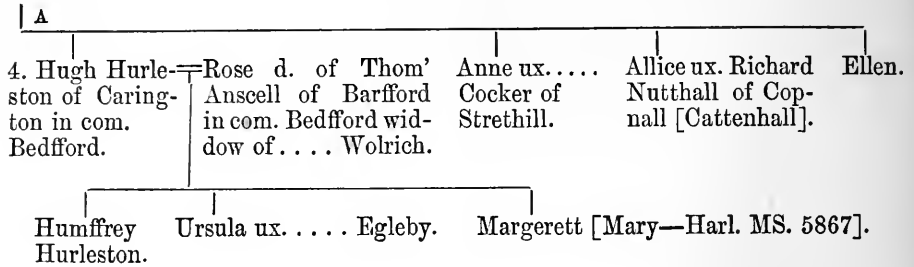 A
4. Hugh Hurle-
ston of Caring-
ton in com.
Bedfford.
Rose d. of Thom'
Anscell of Barfford
in com. Bedfford wid-
dow of . . . . Wolrich.
Anne ux. . . . .
Cocker of
Strethill.
Allice ux. Richard
Nutthall of Cop-
nall [Cattenhall].
Ellen.
Humffrey
Hurleston.
Ursula ux. . . . . . Egleby.
Margerett [Mary—Harl. MS. 5867].